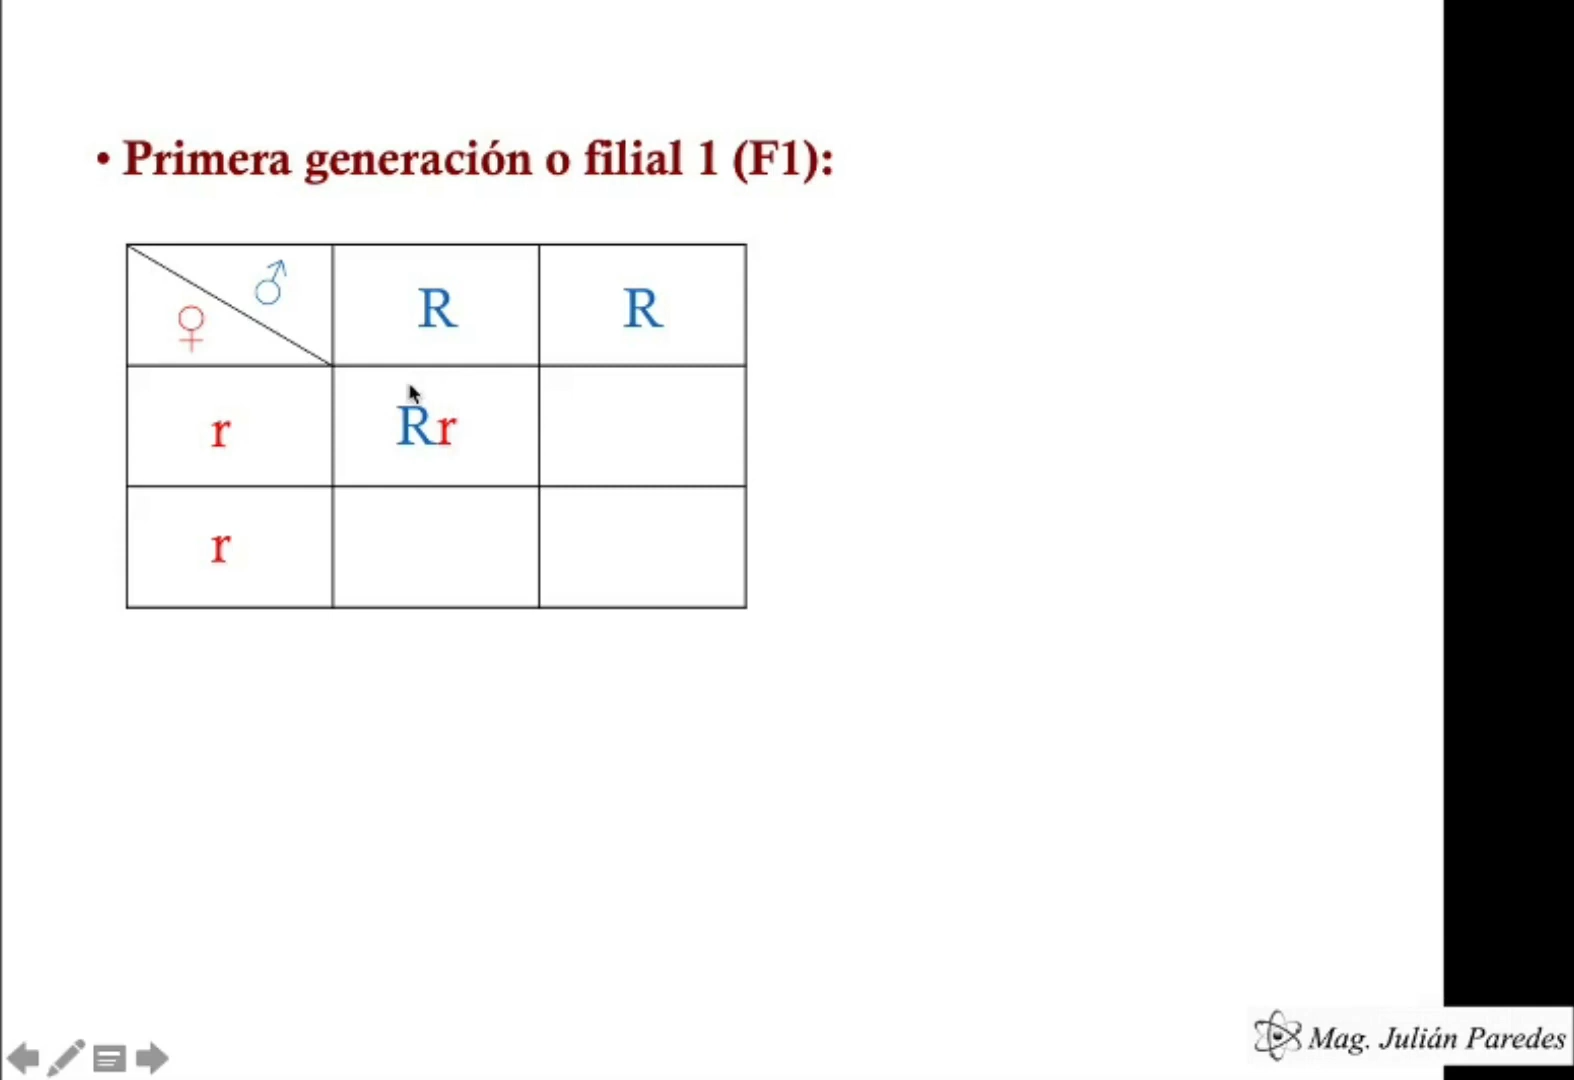 • Primera generación o filial 1 (F1):
♂
♀
R R
r Rr
r
Mag. Julián Paredes